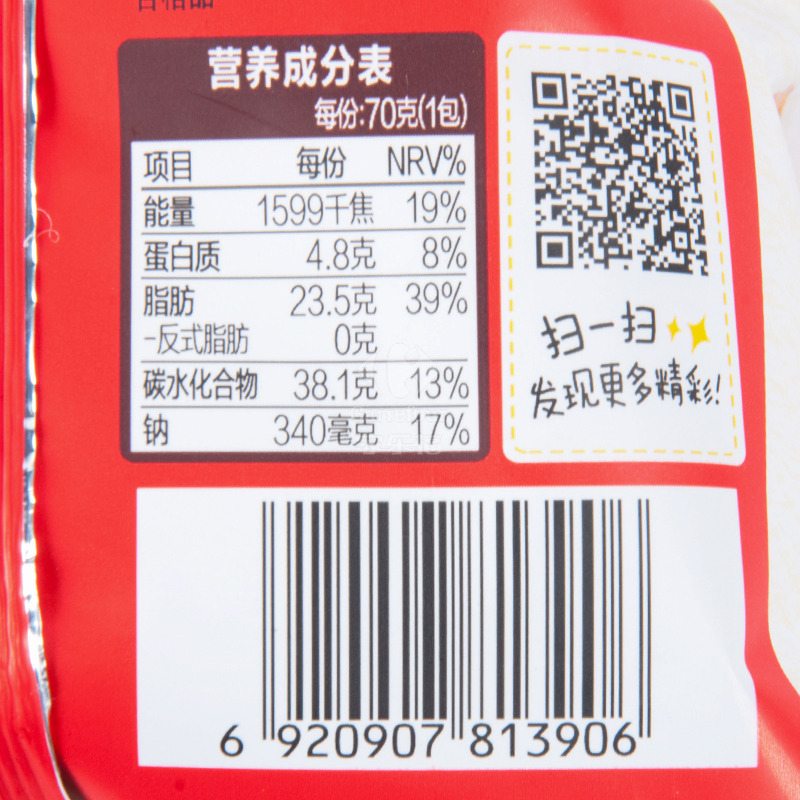 合格品
营养成分表
每份:70克(1包)
项目 每份 NRV%
能量 1599千焦 19%
蛋白质 4.8克 8%
脂肪 23.5克 39%
-反式脂肪 0克
碳水化合物 38.1克 13%
钠 340毫克 17%
扫一扫
发现更多精彩!
6 920907 813906